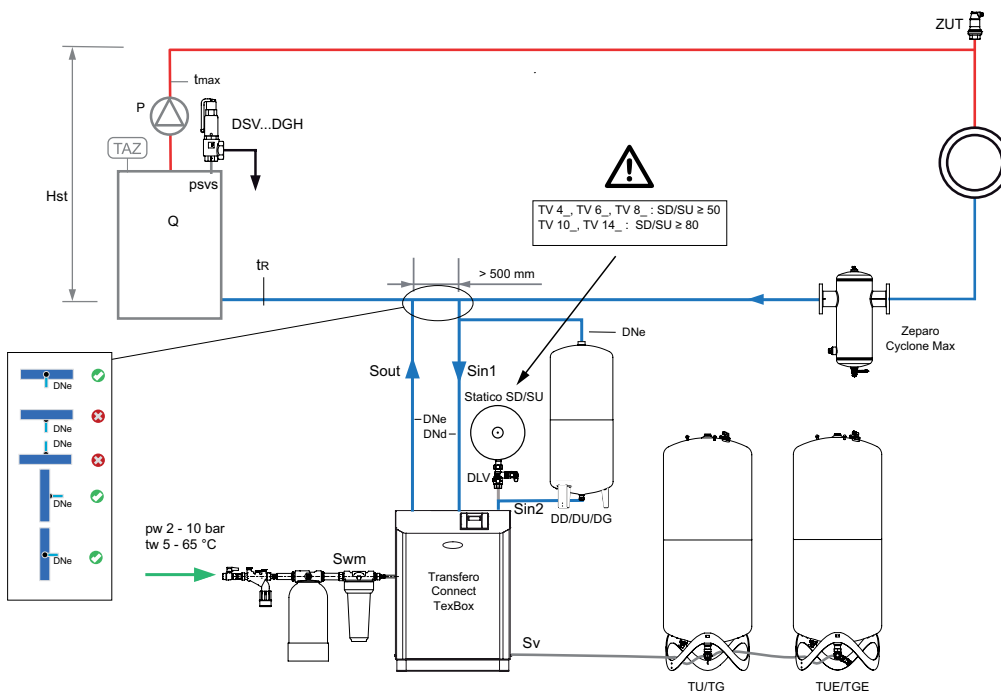 ZUT
tmax
P
DSV...DGH
TAZ
psvs
Hst
Q
TV 4_, TV 6_, TV 8_ : SD/SU ≥ 50
TV 10_, TV 14_ : SD/SU ≥ 80
tR
> 500 mm
DNe
Zeparo
Cyclone Max
Sout
Sin1
Statico SD/SU
DNe
DNd
DLV
Sin2
DD/DU/DG
DNe
DNe
DNe
DNe
DNe
pw 2 - 10 bar
tw 5 - 65 °C
Swm
Transfero
Connect
TexBox
Sv
TU/TG
TUE/TGE